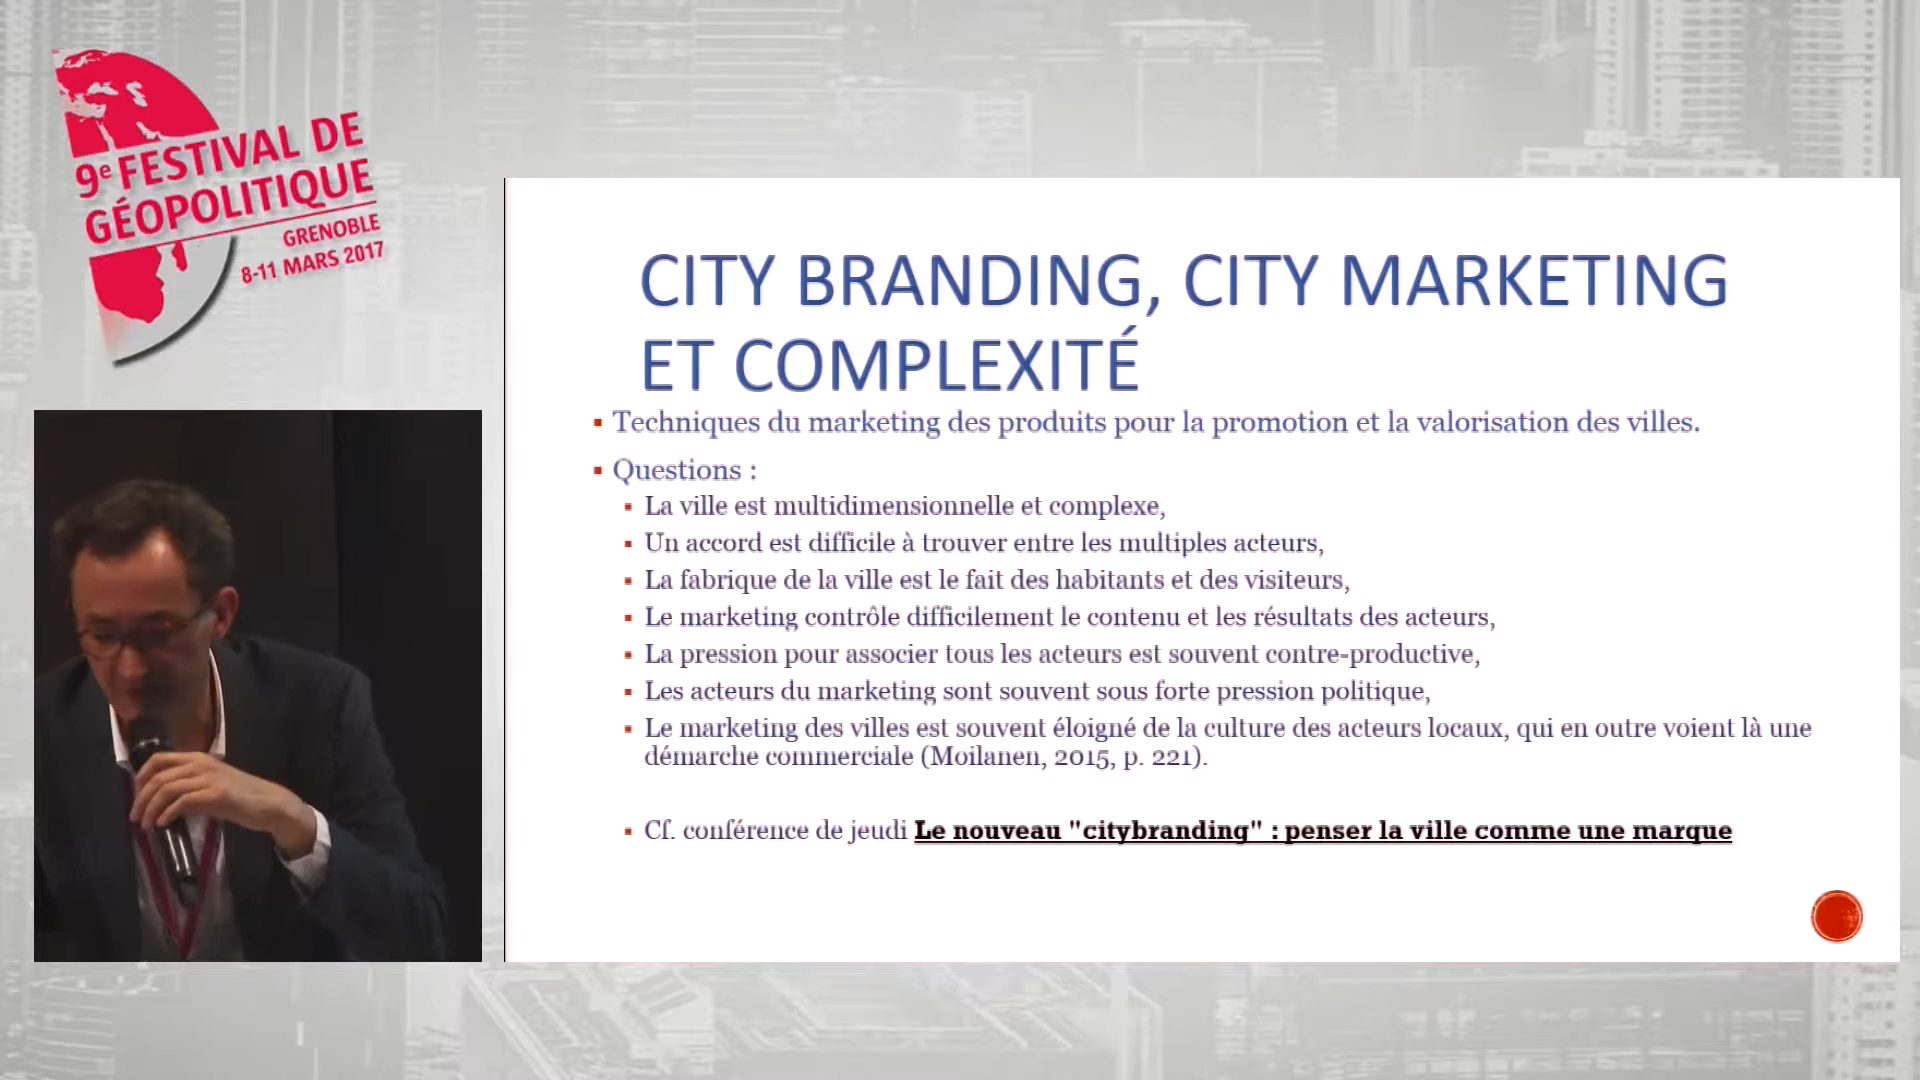 9e FESTIVAL DE
GÉOPOLITIQUE
GRENOBLE
8-11 MARS 2017
CITY BRANDING, CITY MARKETING
ET COMPLEXITÉ
▪ Techniques du marketing des produits pour la promotion et la valorisation des villes.
▪ Questions :
▪ La ville est multidimensionnelle et complexe,
▪ Un accord est difficile à trouver entre les multiples acteurs,
▪ La fabrique de la ville est le fait des habitants et des visiteurs,
▪ Le marketing contrôle difficilement le contenu et les résultats des acteurs,
▪ La pression pour associer tous les acteurs est souvent contre-productive,
▪ Les acteurs du marketing sont souvent sous forte pression politique,
▪ Le marketing des villes est souvent éloigné de la culture des acteurs locaux, qui en outre voient là une
démarche commerciale (Moilanen, 2015, p. 221).
▪ Cf. conférence de jeudi Le nouveau "citybranding" : penser la ville comme une marque